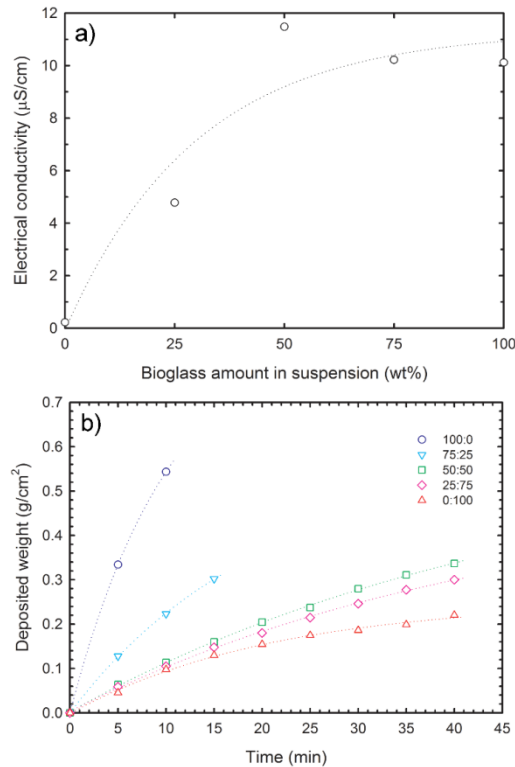 a)
12
10
8
6
4
2
0
Electrical conductivity (μS/cm)
0 25 50 75 100
Bioglass amount in suspension (wt%)
b)
0.7
0.6
0.5
0.4
0.3
0.2
0.1
0.0
Deposited weight (g/cm²)
100:0
75:25
50:50
25:75
0:100
0 5 10 15 20 25 30 35 40 45
Time (min)